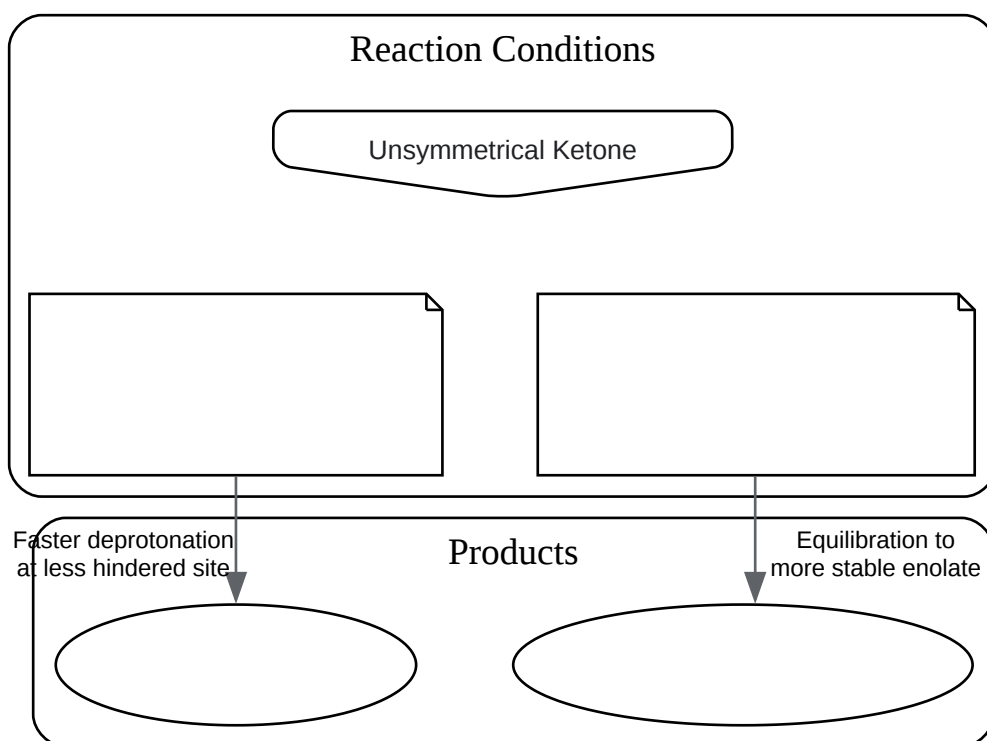 Reaction Conditions
Unsymmetrical Ketone
Faster deprotonation
at less hindered site
Products
Equilibration to
more stable enolate